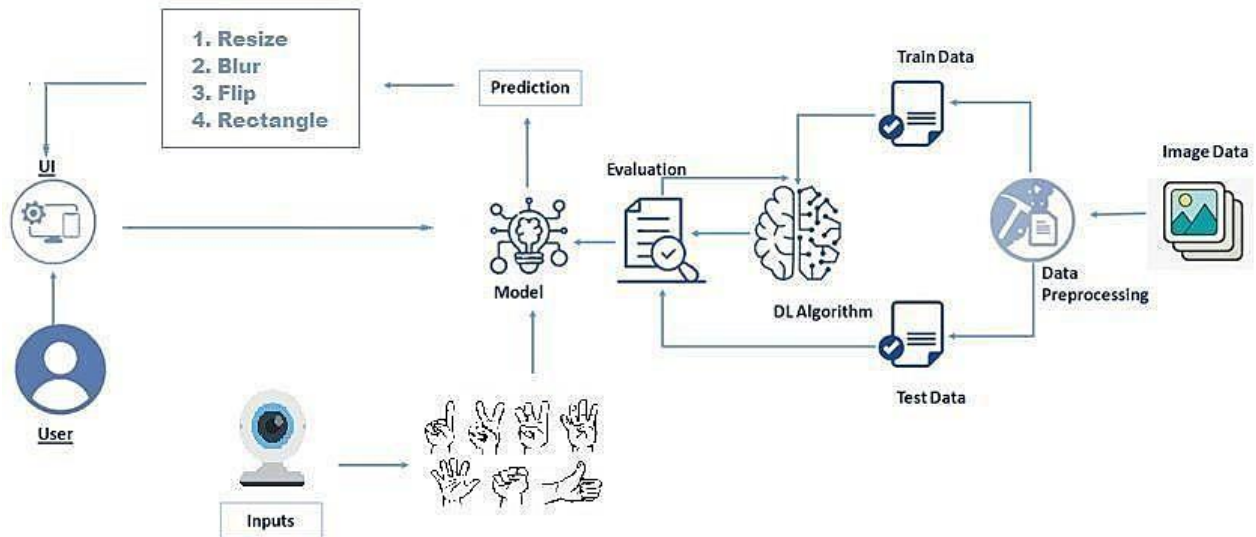 1. Resize
2. Blur
3. Flip
4. Rectangle
Prediction
Train Data
Image Data
UI
Evaluation
Model
DL Algorithm
Data
Preprocessing
User
Test Data
Inputs